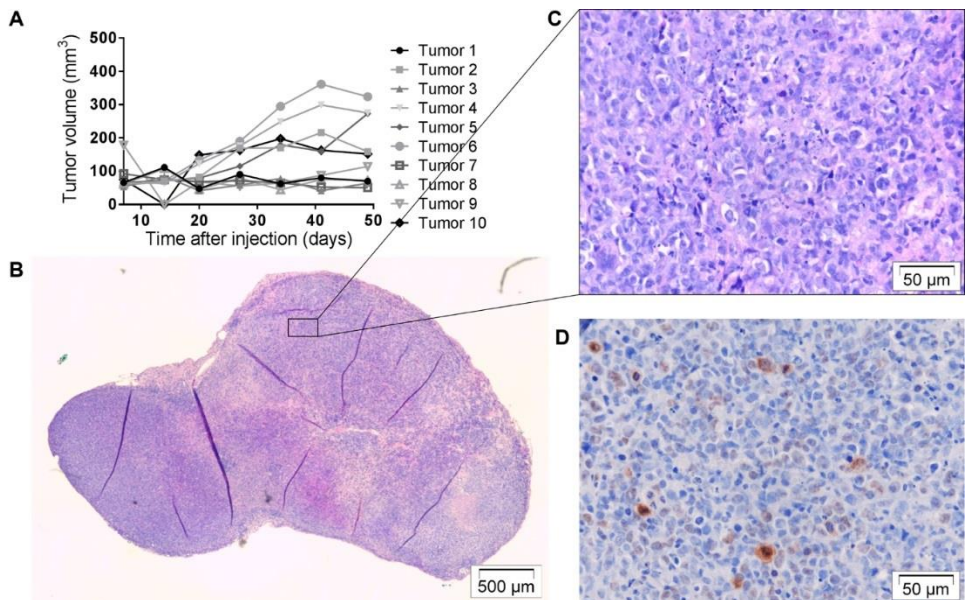 A
Tumor volume (mm³)
500
400
300
200
100
0
10
20
30
40
50
Time after injection (days)
Tumor 1
Tumor 2
Tumor 3
Tumor 4
Tumor 5
Tumor 6
Tumor 7
Tumor 8
Tumor 9
Tumor 10
B
500 µm
C
50 µm
D
50 µm